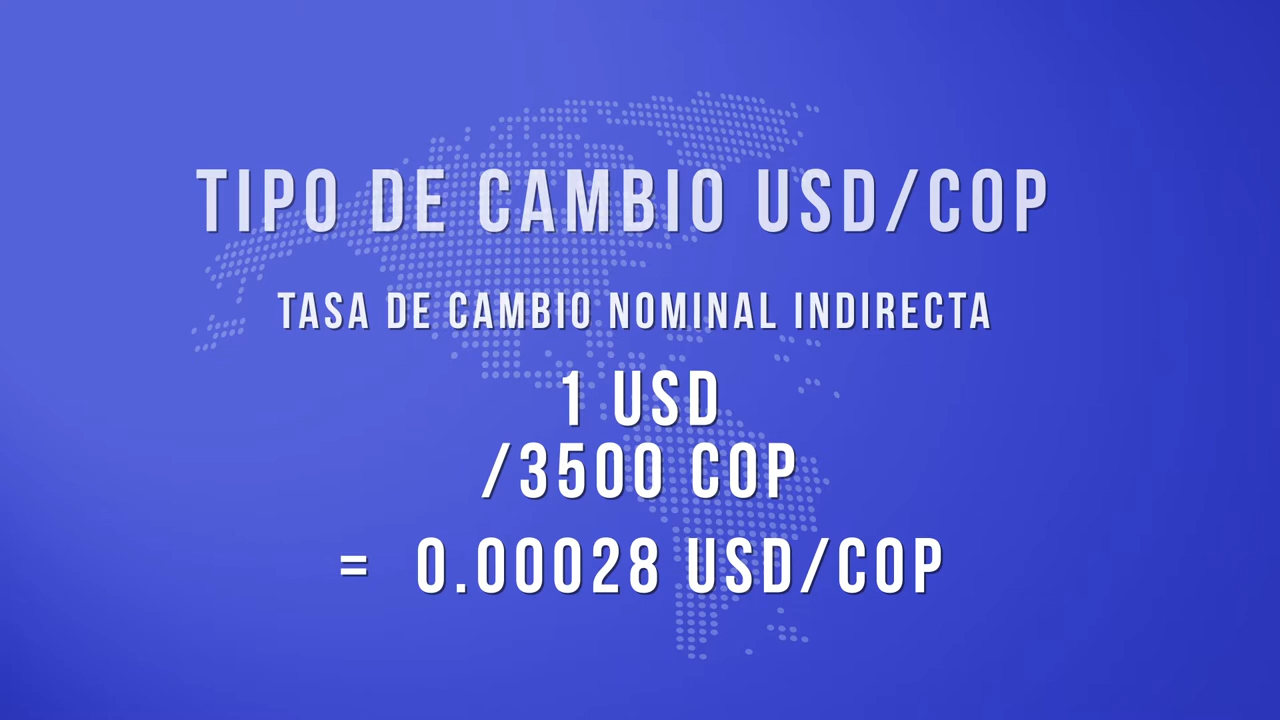 TIPO DE CAMBIO USD/COP
TASA DE CAMBIO NOMINAL INDIRECTA
1 USD
/3500 COP
= 0.00028 USD/COP